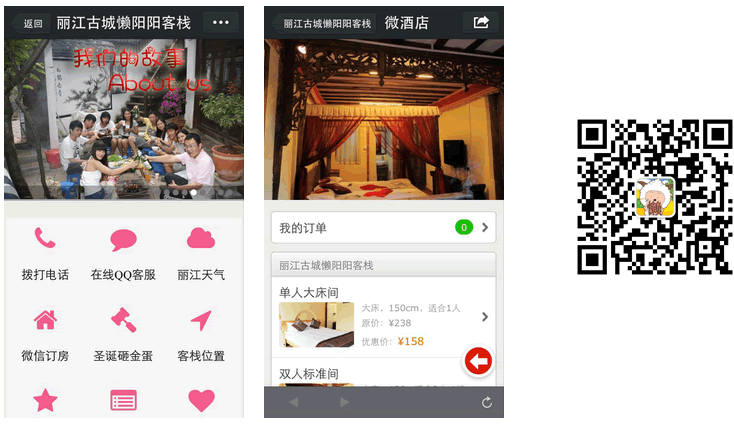 返回 丽江古城懒阳阳客栈
我们的故事
About us
拨打电话 在线QQ客服 丽江天气
微信订房 圣诞砸金蛋 客栈位置
丽江古城懒阳阳客栈 微酒店
我的订单 0
丽江古城懒阳阳客栈
单人大床间
大床，150cm，适合1人
原价：¥238
优惠价：¥158
双人标准间